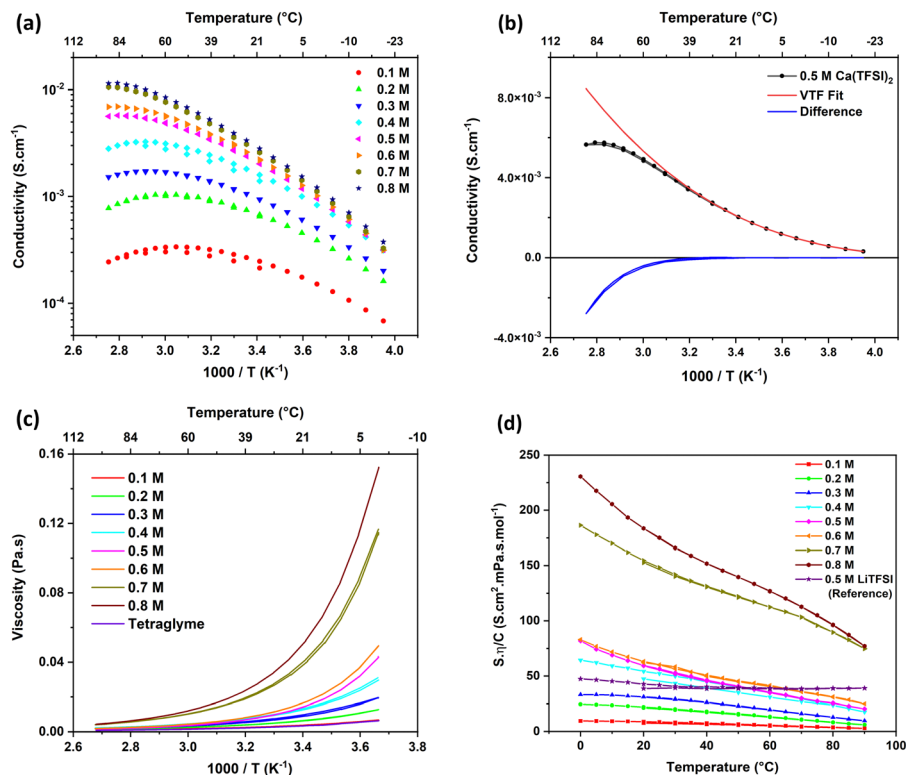 (a)
Temperature (°C)
112 84 60 39 21 5 -10 -23
10⁻²
10⁻³
10⁻⁴
Conductivity (S.cm⁻¹)
0.1 M
0.2 M
0.3 M
0.4 M
0.5 M
0.6 M
0.7 M
0.8 M
2.6 2.8 3.0 3.2 3.4 3.6 3.8 4.0
1000 / T (K⁻¹)
(b)
Temperature (°C)
112 84 60 39 21 5 -10 -23
8.0×10⁻³
4.0×10⁻³
0.0
-4.0×10⁻³
Conductivity (S.cm⁻¹)
0.5 M Ca(TFSI)₂
VTF Fit
Difference
2.6 2.8 3.0 3.2 3.4 3.6 3.8 4.0
1000 / T (K⁻¹)
(c)
Temperature (°C)
112 84 60 39 21 5 -10
0.16
0.12
0.08
0.04
0.00
Viscosity (Pa.s)
0.1 M
0.2 M
0.3 M
0.4 M
0.5 M
0.6 M
0.7 M
0.8 M
Tetraglyme
2.6 2.8 3.0 3.2 3.4 3.6 3.8
1000 / T (K⁻¹)
(d)
250
225
200
175
150
125
100
75
50
25
0
S.η/C (S.cm².mPa.s.mol⁻¹)
0.1 M
0.2 M
0.3 M
0.4 M
0.5 M
0.6 M
0.7 M
0.8 M
0.5 M LiTFSI
(Reference)
0 20 40 60 80 100
Temperature (°C)